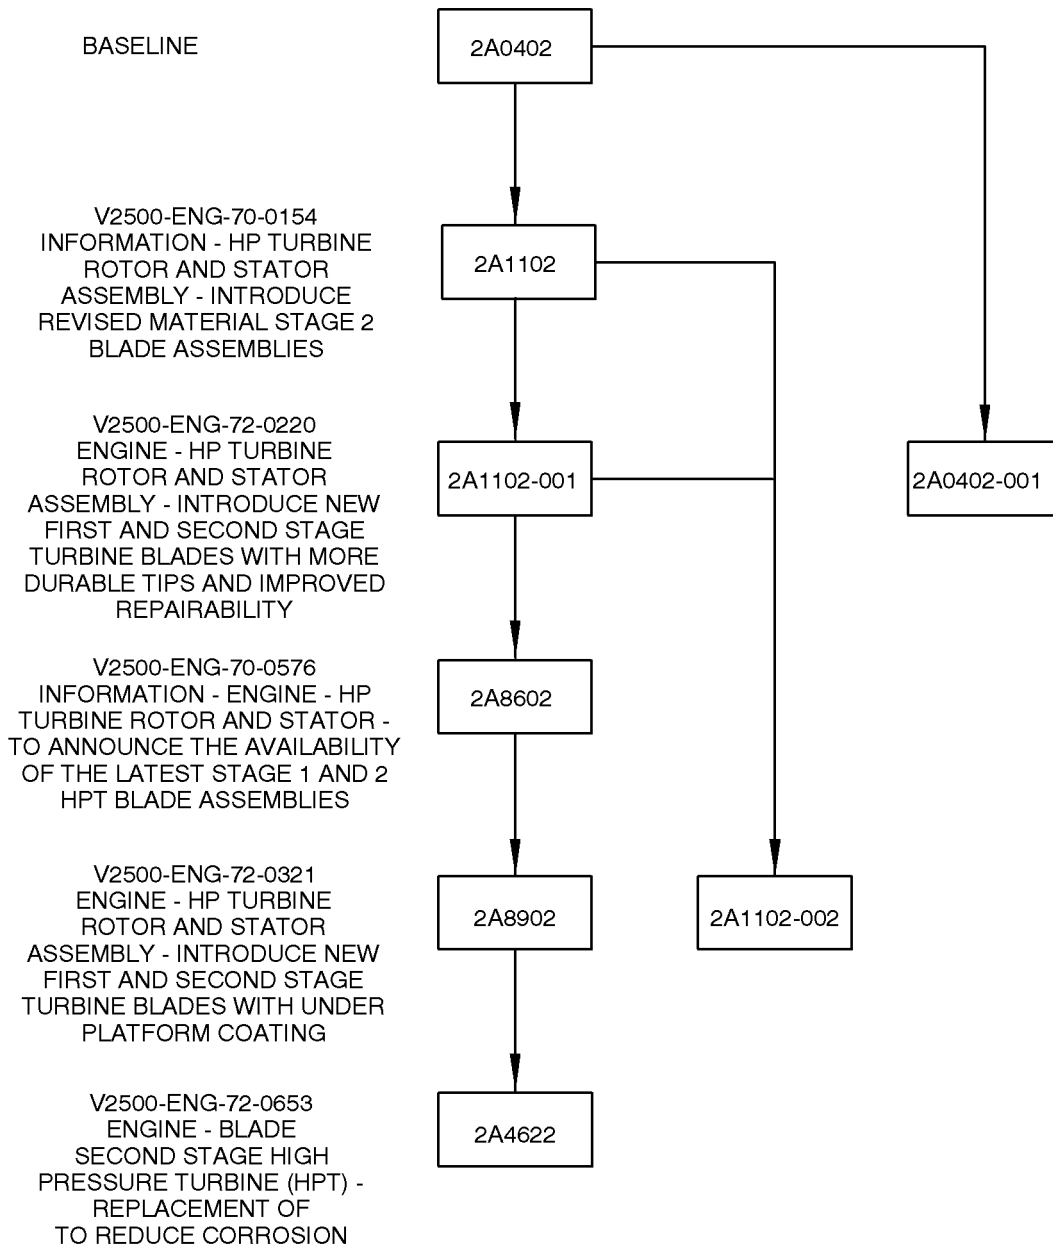 BASELINE
2A0402
V2500-ENG-70-0154
INFORMATION - HP TURBINE
ROTOR AND STATOR
ASSEMBLY - INTRODUCE
REVISED MATERIAL STAGE 2
BLADE ASSEMBLIES
2A1102
V2500-ENG-72-0220
ENGINE - HP TURBINE
ROTOR AND STATOR
ASSEMBLY - INTRODUCE NEW
FIRST AND SECOND STAGE
TURBINE BLADES WITH MORE
DURABLE TIPS AND IMPROVED
REPAIRABILITY
2A1102-001
2A0402-001
V2500-ENG-70-0576
INFORMATION - ENGINE - HP
TURBINE ROTOR AND STATOR -
TO ANNOUNCE THE AVAILABILITY
OF THE LATEST STAGE 1 AND 2
HPT BLADE ASSEMBLIES
2A8602
V2500-ENG-72-0321
ENGINE - HP TURBINE
ROTOR AND STATOR
ASSEMBLY - INTRODUCE NEW
FIRST AND SECOND STAGE
TURBINE BLADES WITH UNDER
PLATFORM COATING
2A8902
2A1102-002
V2500-ENG-72-0653
ENGINE - BLADE
SECOND STAGE HIGH
PRESSURE TURBINE (HPT) -
REPLACEMENT OF
TO REDUCE CORROSION
2A4622